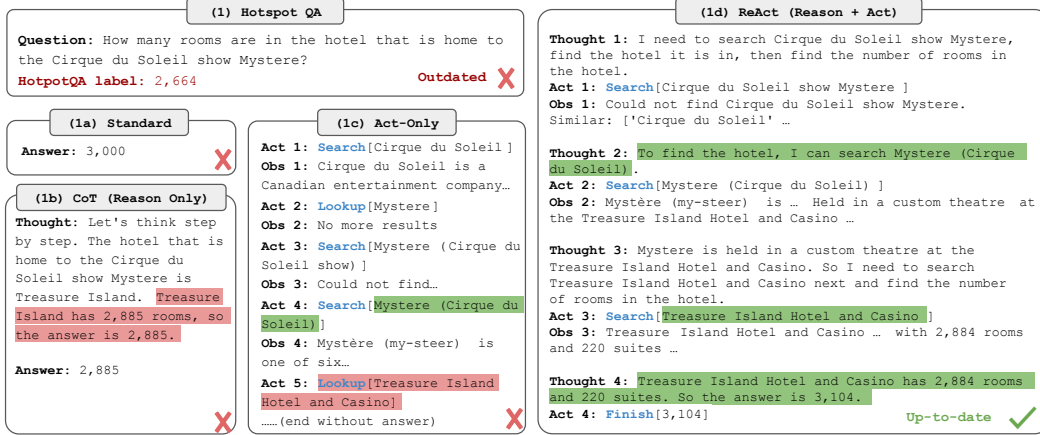 (1) Hotspot QA
Question: How many rooms are in the hotel that is home to
the Cirque du Soleil show Mystere?
HotpotQA label: 2,664
Outdated
(1a) Standard
Answer: 3,000
(1b) CoT (Reason Only)
Thought: Let's think step
by step. The hotel that is
home to the Cirque du
Soleil show Mystere is
Treasure Island. Treasure
Island has 2,885 rooms, so
the answer is 2,885.
Answer: 2,885
(1c) Act-Only
Act 1: Search[Cirque du Soleil]
Obs 1: Cirque du Soleil is a
Canadian entertainment company…
Act 2: Lookup[Mystere]
Obs 2: No more results
Act 3: Search[Mystere (Cirque du
Soleil show)]
Obs 3: Could not find…
Act 4: Search[Mystere (Cirque du
Soleil)]
Obs 4: Mystère (my-steer) is
one of six…
Act 5: Lookup[Treasure Island
Hotel and Casino]
……(end without answer)
(1d) ReAct (Reason + Act)
Thought 1: I need to search Cirque du Soleil show Mystere,
find the hotel it is in, then find the number of rooms in
the hotel.
Act 1: Search[Cirque du Soleil show Mystere ]
Obs 1: Could not find Cirque du Soleil show Mystere.
Similar: ['Cirque du Soleil' …
Thought 2: To find the hotel, I can search Mystere (Cirque
du Soleil).
Act 2: Search[Mystere (Cirque du Soleil) ]
Obs 2: Mystère (my-steer) is … Held in a custom theatre at
the Treasure Island Hotel and Casino …
Thought 3: Mystere is held in a custom theatre at the
Treasure Island Hotel and Casino. So I need to search
Treasure Island Hotel and Casino next and find the number
of rooms in the hotel.
Act 3: Search[Treasure Island Hotel and Casino ]
Obs 3: Treasure Island Hotel and Casino … with 2,884 rooms
and 220 suites …
Thought 4: Treasure Island Hotel and Casino has 2,884 rooms
and 220 suites. So the answer is 3,104.
Act 4: Finish[3,104]
Up-to-date